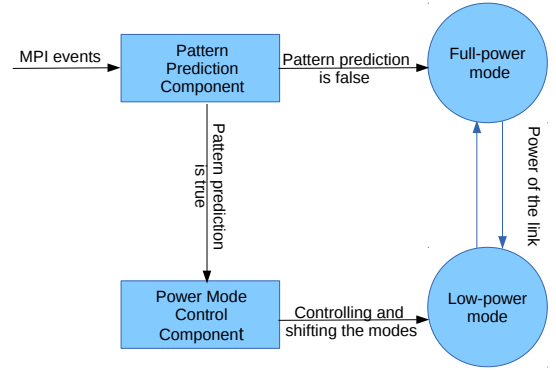 MPI events
Pattern
Prediction
Component
Pattern prediction
is false
Full-power
mode
Pattern prediction
is true
Power of the link
Power Mode
Control
Component
Controlling and
shifting the modes
Low-power
mode